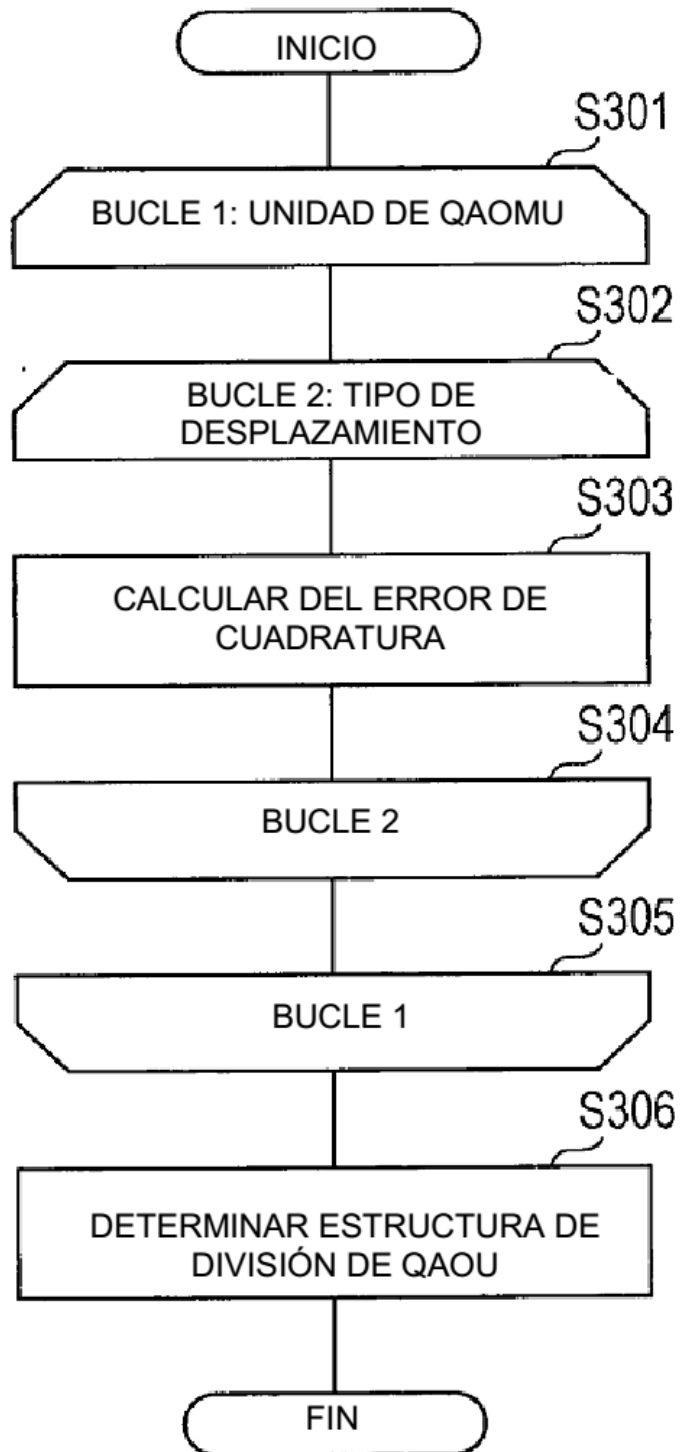 INICIO
S301
BUCLE 1: UNIDAD DE QAOMU
S302
BUCLE 2: TIPO DE
DESPLAZAMIENTO
S303
CALCULAR DEL ERROR DE
CUADRATURA
S304
BUCLE 2
S305
BUCLE 1
S306
DETERMINAR ESTRUCTURA DE
DIVISIÓN DE QAOU
FIN